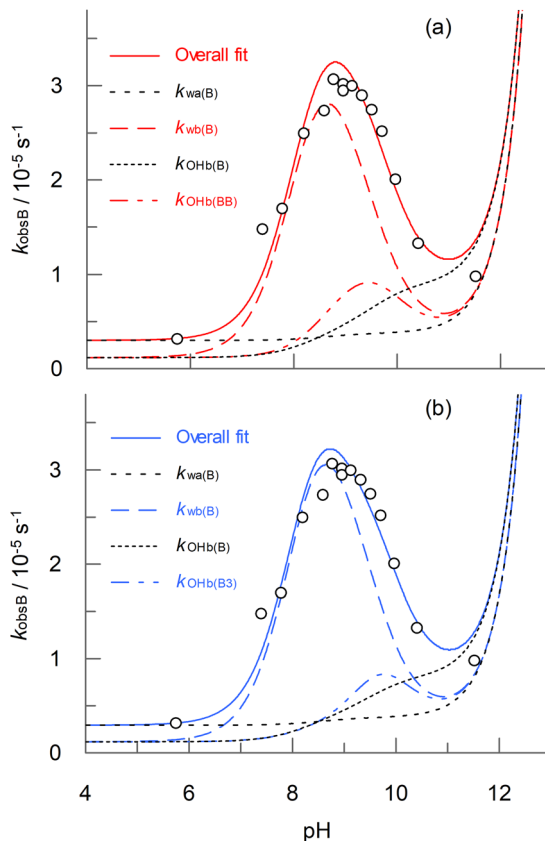 (a)
Overall fit
kwa(B)
kwb(B)
kOHb(B)
kOHb(BB)
3
2
1
0
kobsB / 10-5 s-1
(b)
Overall fit
kwa(B)
kwb(B)
kOHb(B)
kOHb(B3)
3
2
1
0
kobsB / 10-5 s-1
4 6 8 10 12
pH